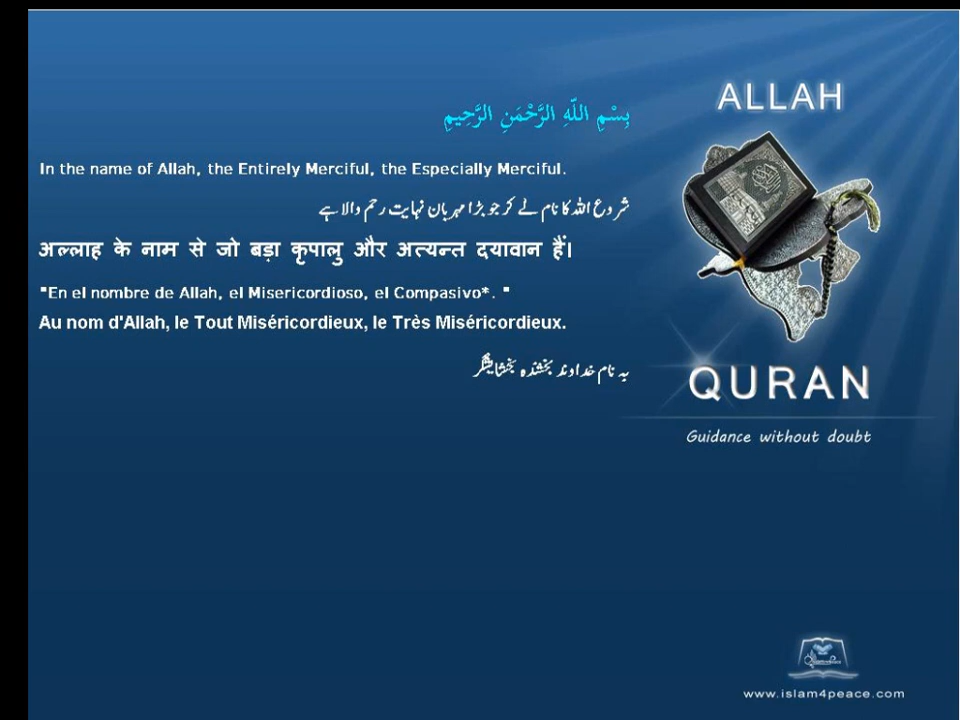 بِسْمِ اللَّهِ الرَّحْمَنِ الرَّحِيمِ
In the name of Allah, the Entirely Merciful, the Especially Merciful.
شروع الله کا نام لے کر جو بڑا مہربان نہایت رحم والا ہے
अल्लाह के नाम से जो बड़ा कृपालु और अत्यन्त दयावान हैं।
"En el nombre de Allah, el Misericordioso, el Compasivo*. "
Au nom d'Allah, le Tout Miséricordieux, le Très Miséricordieux.
به نام خداوند بخشنده بخشایشگر
ALLAH
QURAN
Guidance without doubt
www.islam4peace.com